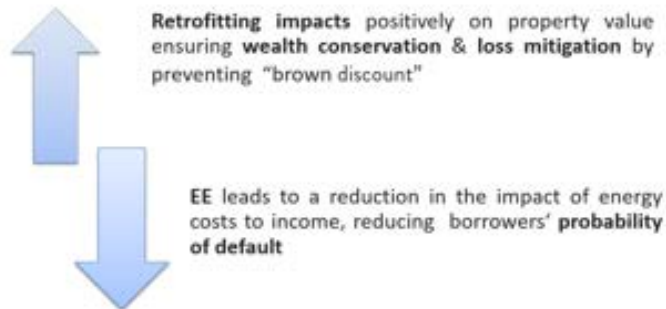 Retrofitting impacts positively on property value
ensuring wealth conservation & loss mitigation by
preventing “brown discount”
EE leads to a reduction in the impact of energy
costs to income, reducing borrowers’ probability
of default